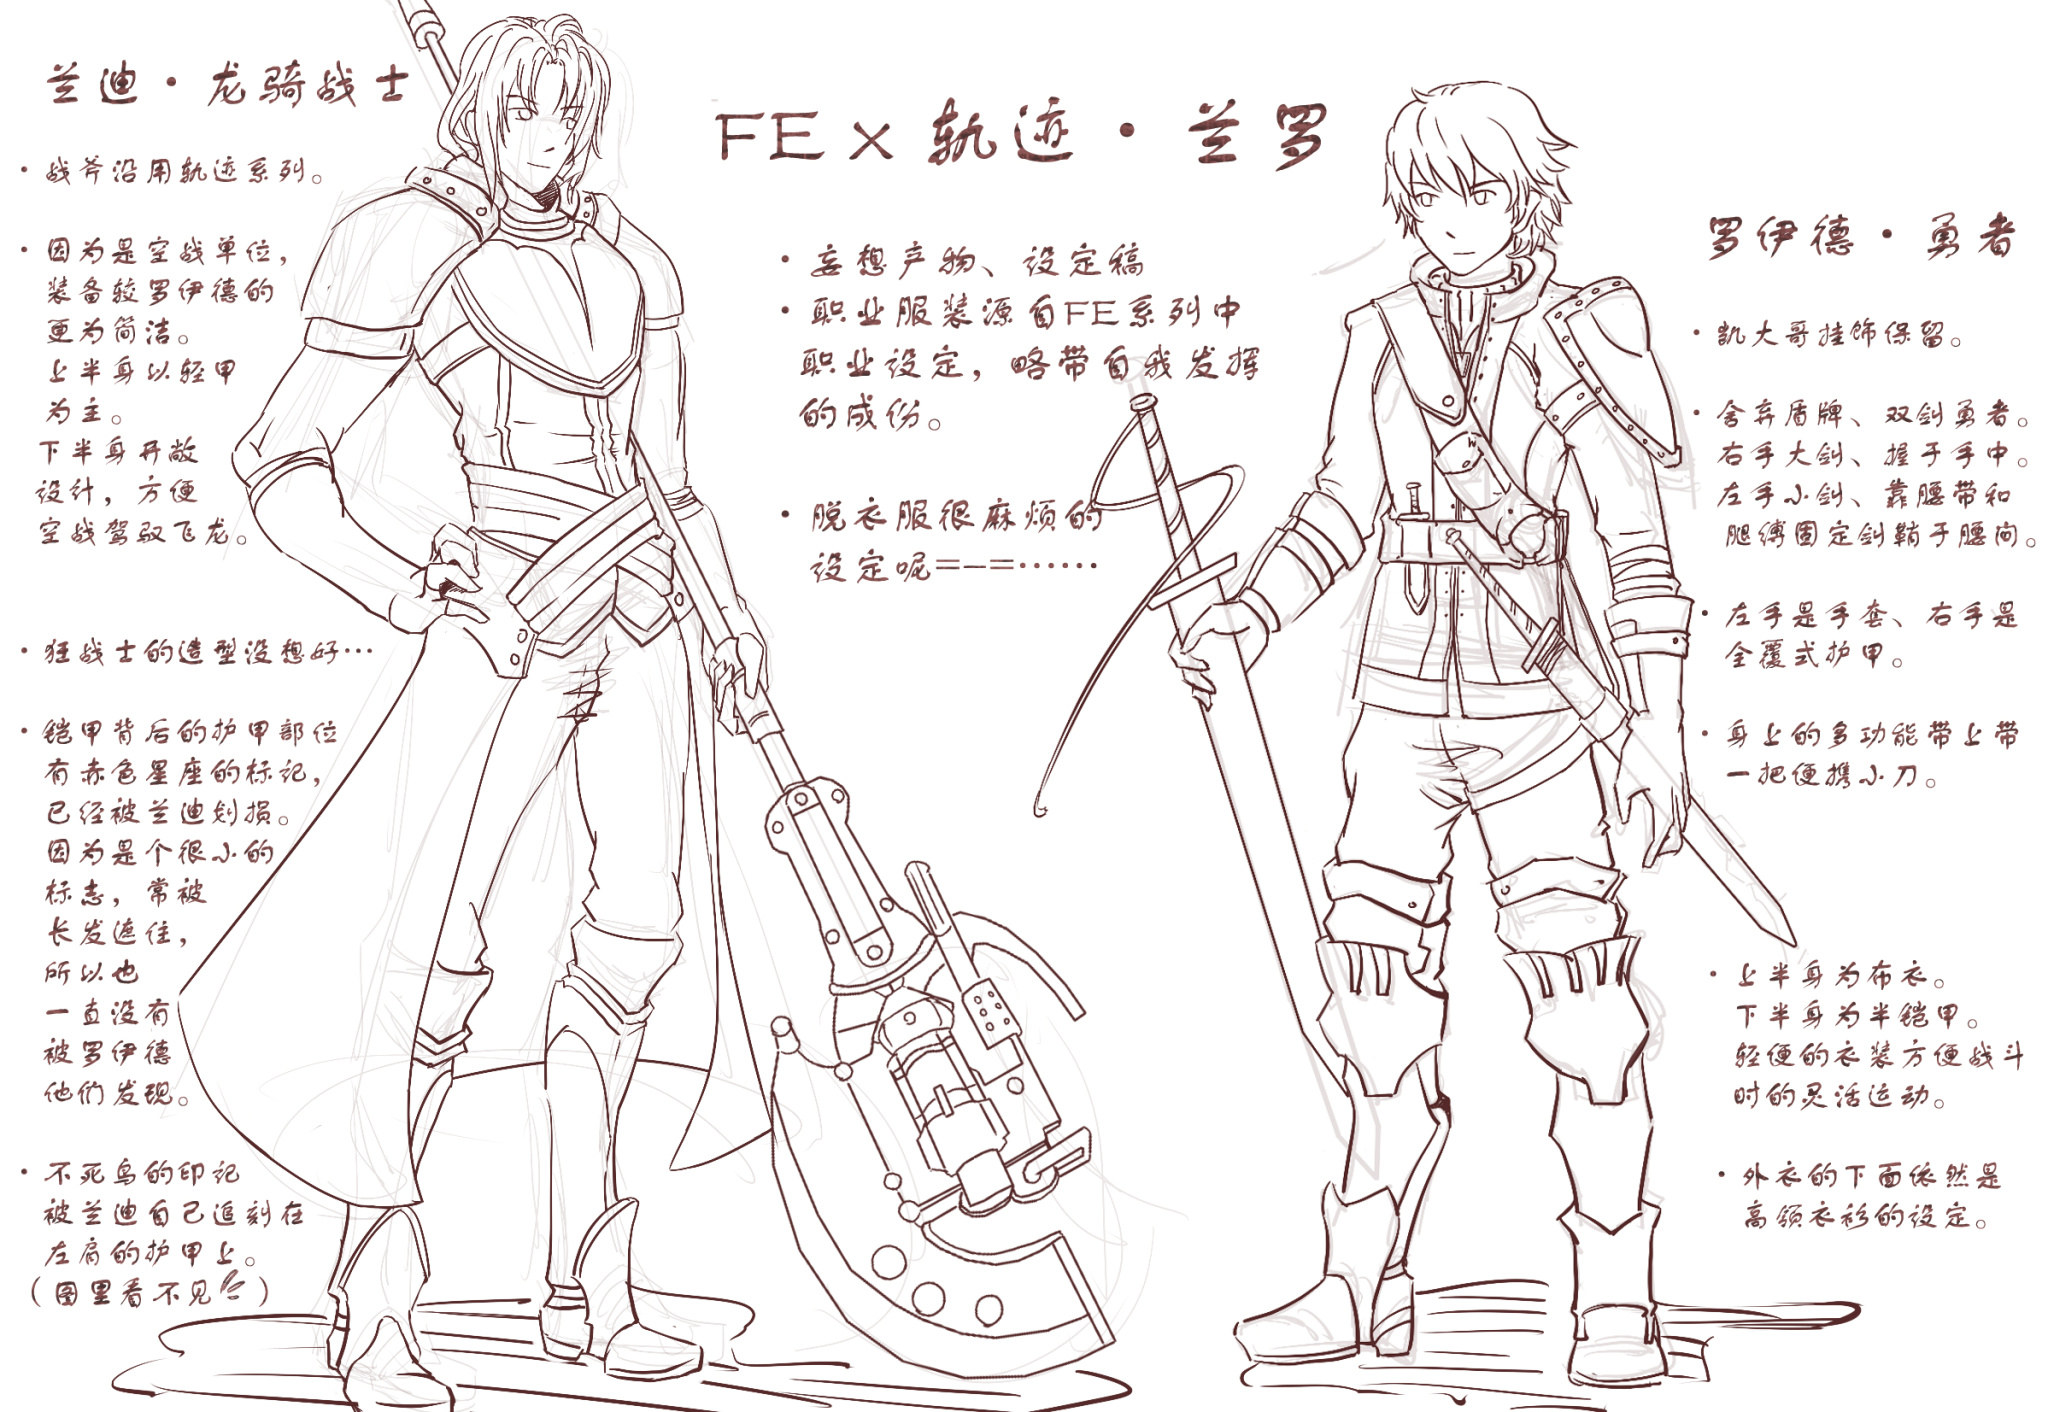 兰迪·龙骑战士
·战斧沿用轨迹系列。
·因为是空战单位，
装备较罗伊德的
更为简洁。
上半身以轻甲
为主。
下半身开敞
设计，方便
空战驾驭飞龙。
·狂战士的造型没想好…
·铠甲背后的护甲部位
有赤色星座的标记，
已经被兰迪划损。
因为是个很小的
标志，常被
长发遮住，
所以也
一直没有
被罗伊德
他们发现。
·不死鸟的印记
被兰迪自己追刻在
左肩的护甲上。
（图里看不见）
FE×轨迹·兰罗
·妄想产物、设定稿
·职业服装源自FE系列中
职业设定，略带自我发挥
的成份。
·脱衣服很麻烦的
设定呢=-=……
罗伊德·勇者
·凯大哥挂饰保留。
·舍弃盾牌、双剑勇者。
右手大剑、握于手中。
左手小剑、靠腰带和
腿缚固定剑鞘于腰间。
·左手是手套、右手是
全覆式护甲。
·身上的多功能带上带
一把便携小刀。
·上半身为布衣。
下半身为半铠甲。
轻便的衣装方便战斗
时的灵活运动。
·外衣的下面依然是
高领衣衫的设定。